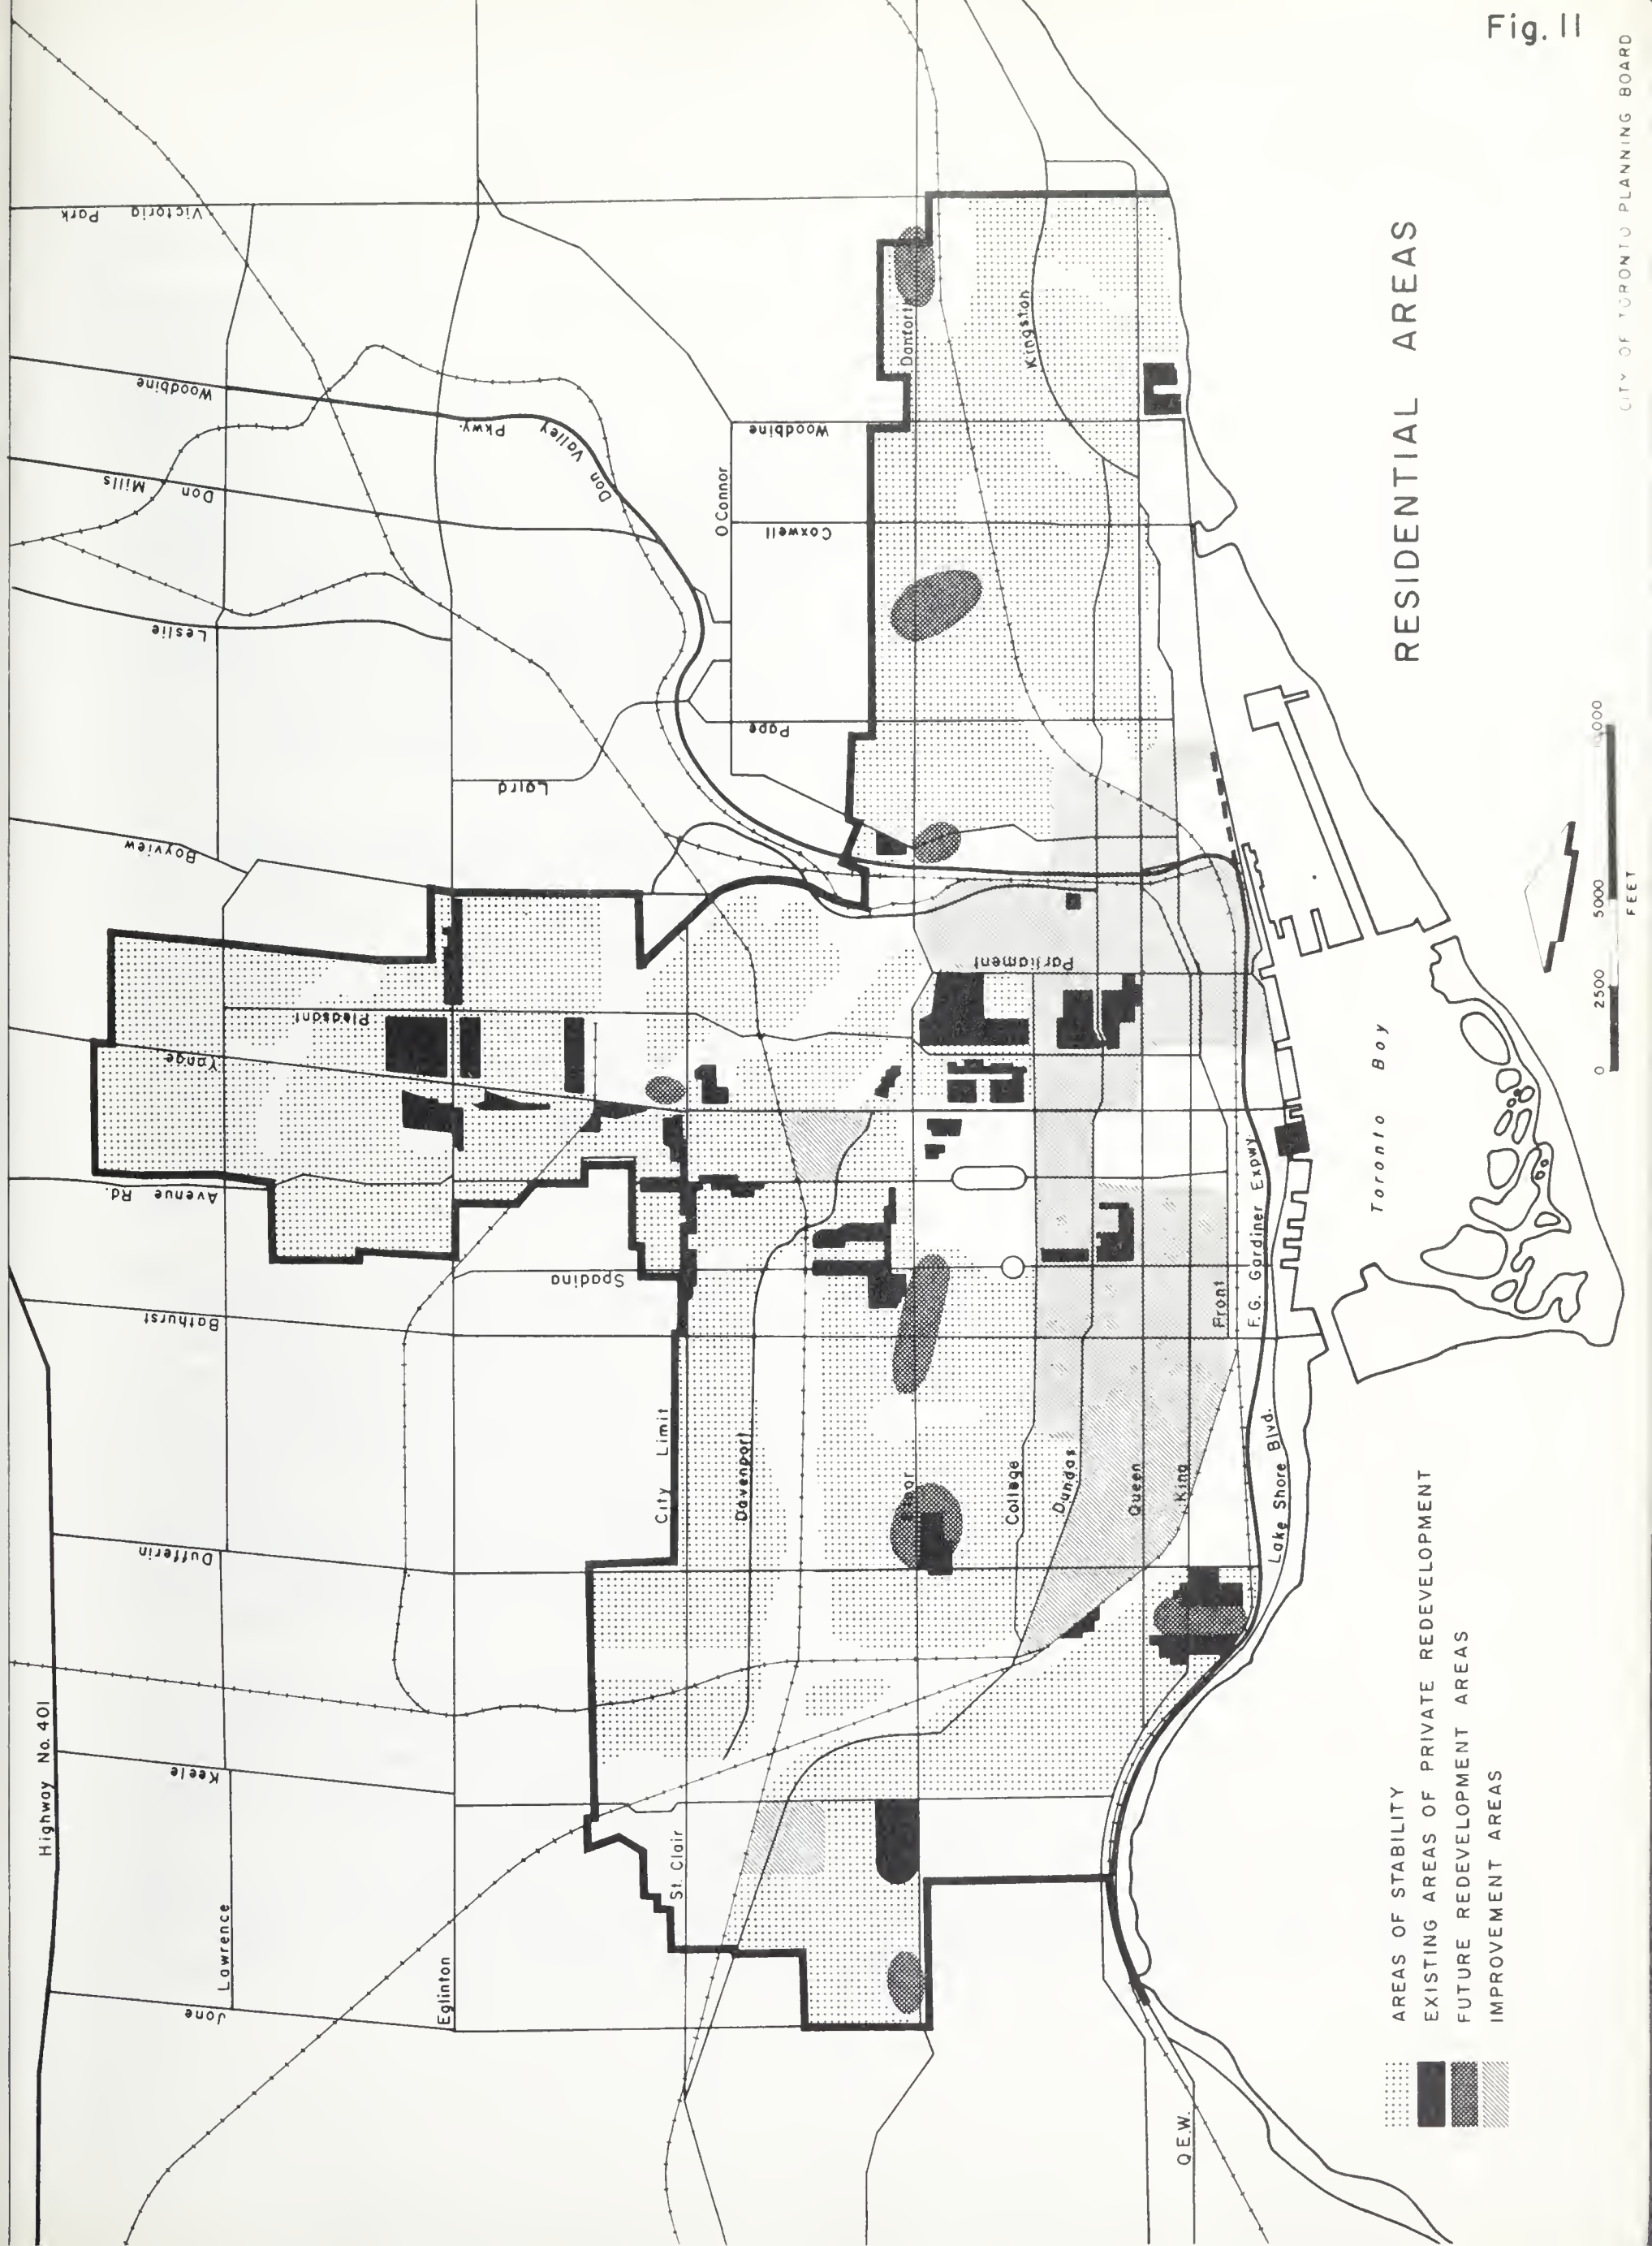 Fig. 11
CITY OF TORONTO PLANNING BOARD
RESIDENTIAL AREAS
AREAS OF STABILITY
EXISTING AREAS OF PRIVATE REDEVELOPMENT
FUTURE REDEVELOPMENT AREAS
IMPROVEMENT AREAS
0 2500 5000
FEET
Highway No. 401
Lawrence
Eglinton
St. Clair
City Limit
Davenport
College
Dundas
Queen
King
Front
F. G. Gardiner Expwy.
Lake Shore Blvd.
Q.E.W.
Toronto Bay
Jane
Keele
Dufferin
Bathurst
Spadina
Avenue Rd.
Yonge
Pleasant
Parliament
Bayview
Laird
Leslie
Pape
O'Connor
Coxwell
Don Mills
Don Valley Pkwy.
Woodbine
Woodbine
Victoria Park
Danforth
Kingston